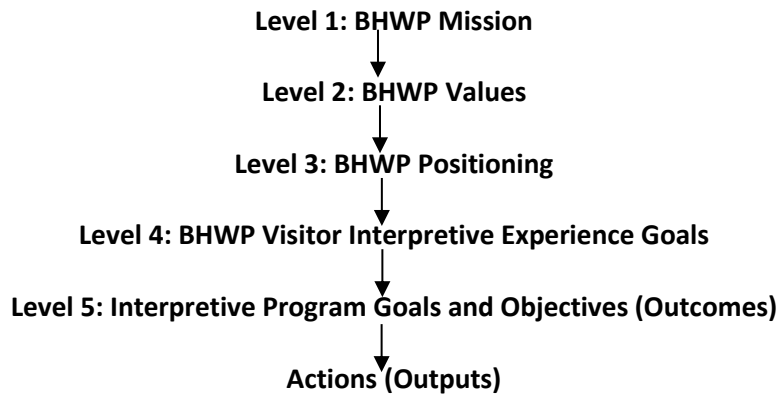 Level 1: BHWP Mission
Level 2: BHWP Values
Level 3: BHWP Positioning
Level 4: BHWP Visitor Interpretive Experience Goals
Level 5: Interpretive Program Goals and Objectives (Outcomes)
Actions (Outputs)